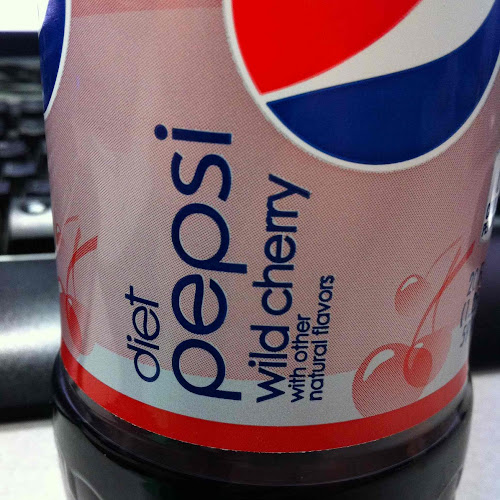 diet
pepsi
wild cherry
with other
natural flavors